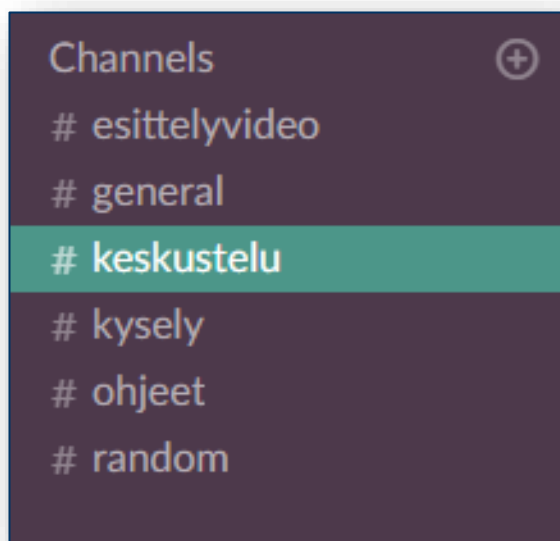 Channels
# esittelyvideo
# general
# keskustelu
# kysely
# ohjeet
# random